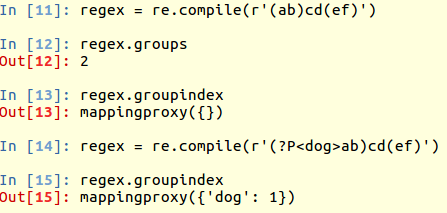 In [11]: regex = re.compile(r'(ab)cd(ef)')
In [12]: regex.groups
Out[12]: 2
In [13]: regex.groupindex
Out[13]: mappingproxy({})
In [14]: regex = re.compile(r'(?P<dog>ab)cd(ef)')
In [15]: regex.groupindex
Out[15]: mappingproxy({'dog': 1})